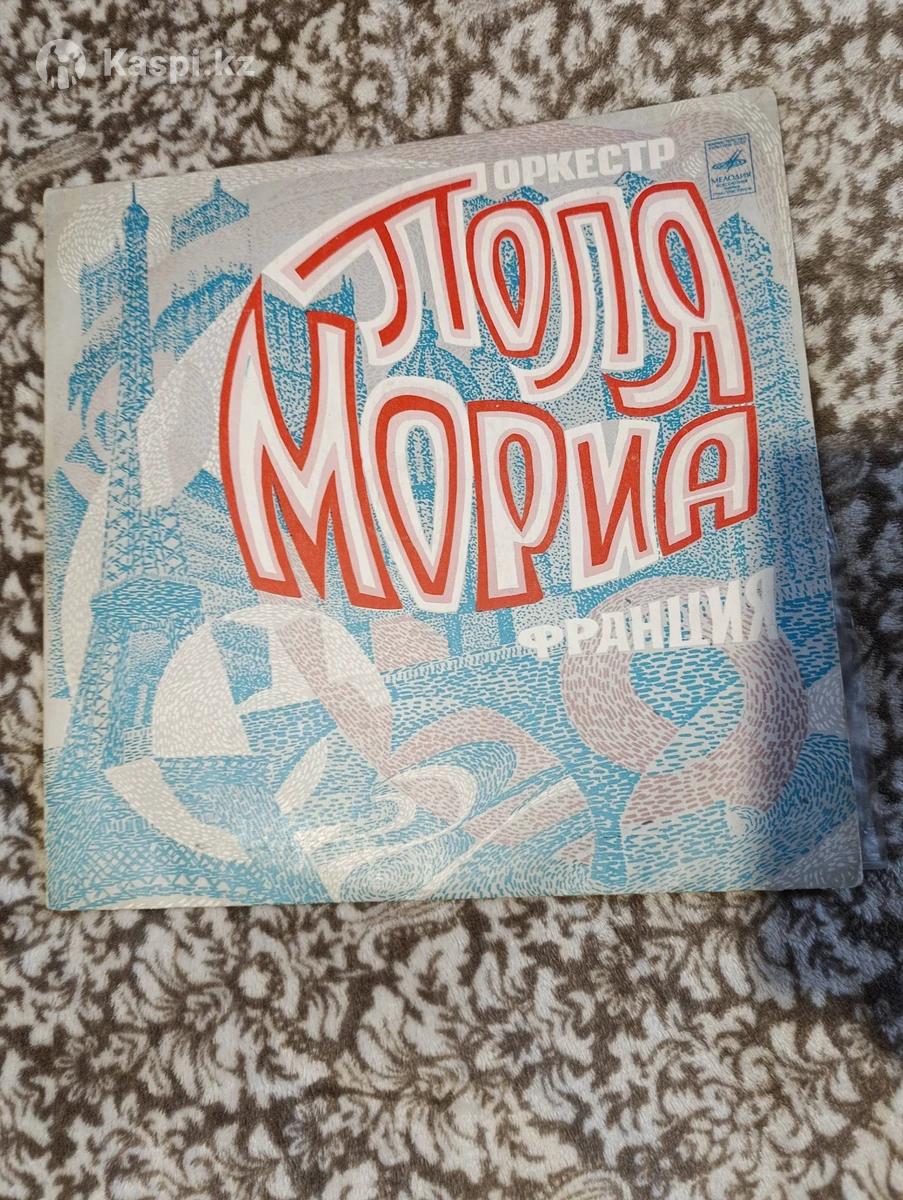 Kaspi.kz
ОРКЕСТР
ПОЛЯ
МОРИА
ФРАНЦИЯ
МЕЛОДИЯ